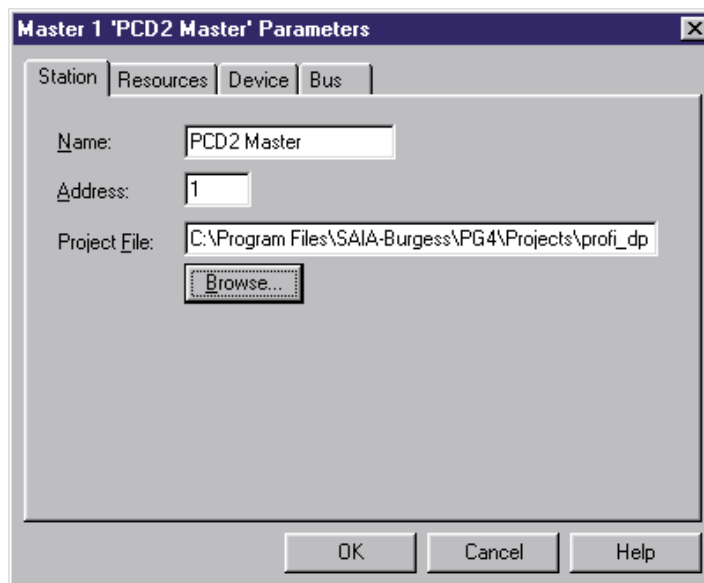 Master 1 'PCD2 Master' Parameters
Station Resources Device Bus
Name: PCD2 Master
Address: 1
Project File: C:\Program Files\SAIA-Burgess\PG4\Projects\profi_dp
Browse...
OK Cancel Help